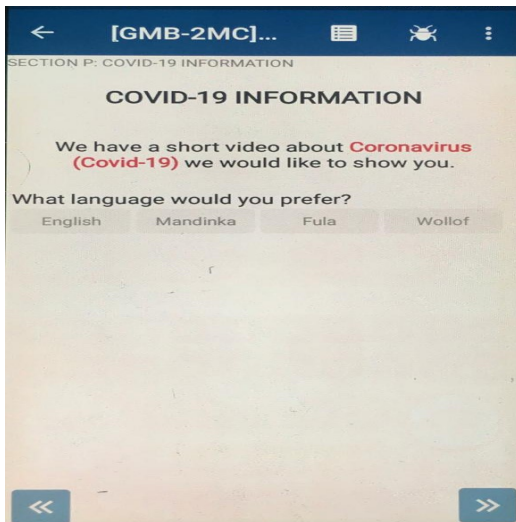 [GMB-2MC]...
SECTION P: COVID-19 INFORMATION
COVID-19 INFORMATION
We have a short video about Coronavirus
(Covid-19) we would like to show you.
What language would you prefer?
English Mandinka Fula Wollof